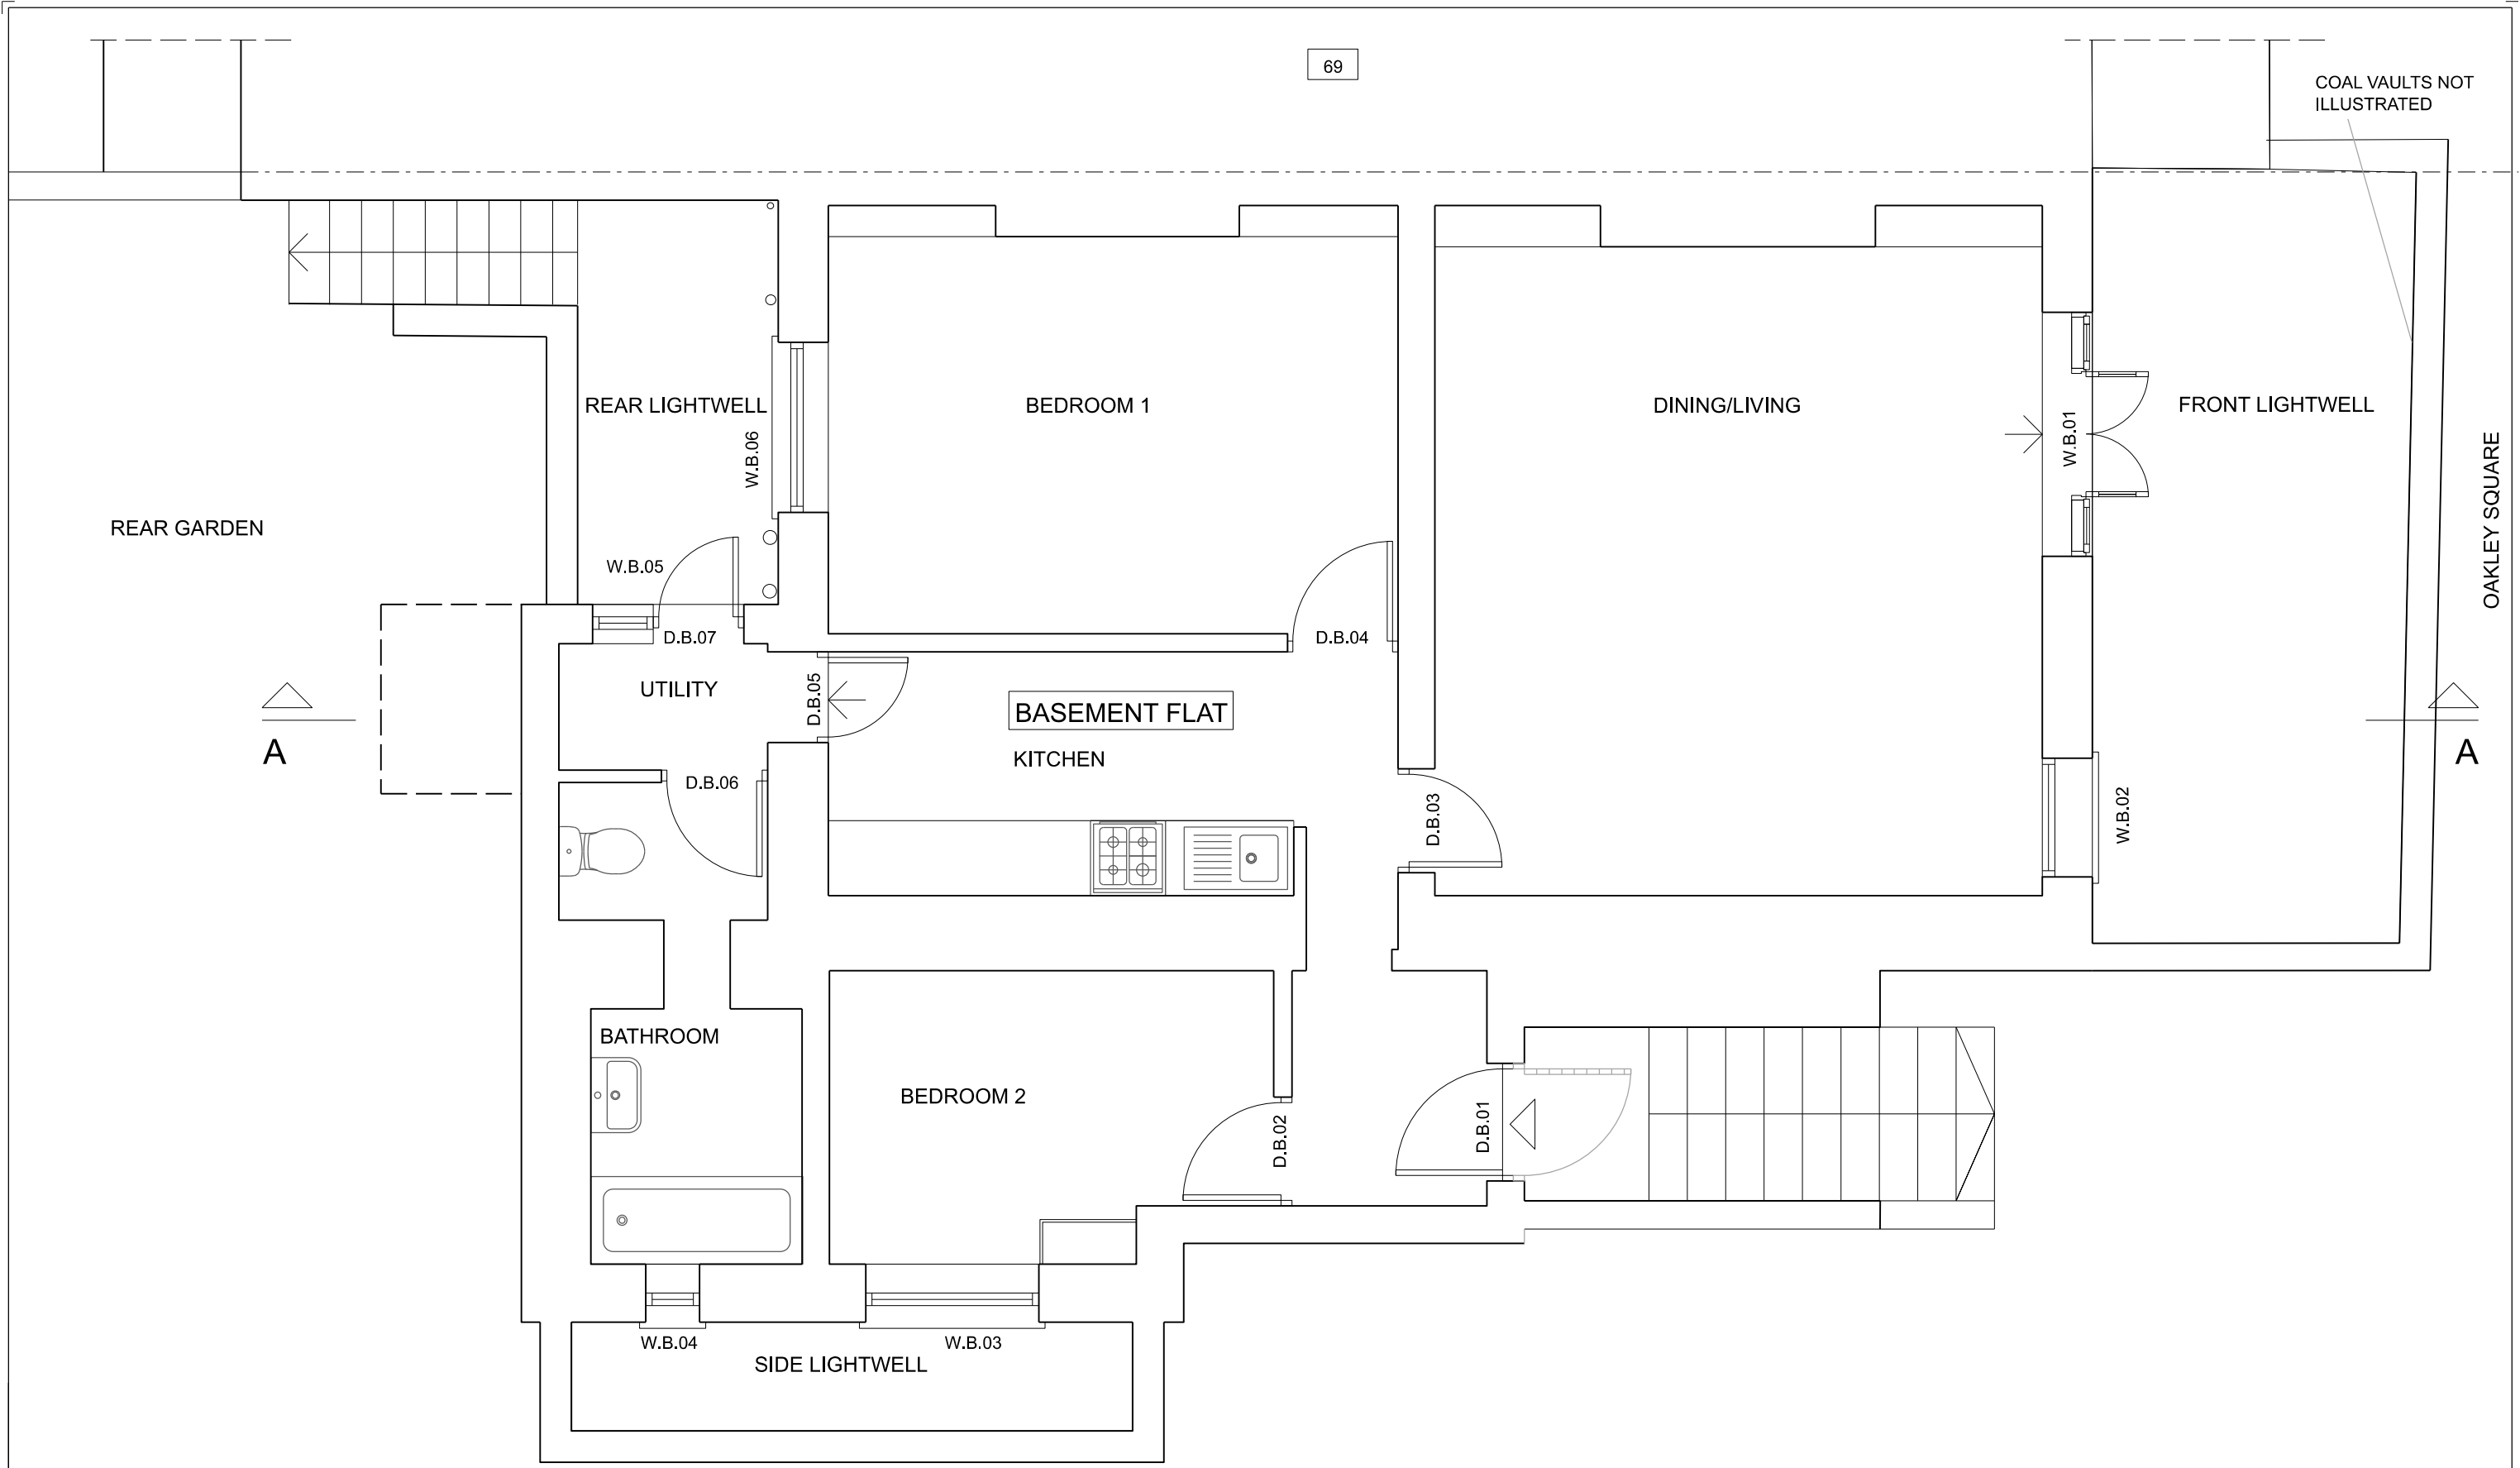 69
COAL VAULTS NOT
ILLUSTRATED
REAR LIGHTWELL
BEDROOM 1
DINING/LIVING
FRONT LIGHTWELL
W.B.06
W.B.01
OAKLEY SQUARE
REAR GARDEN
W.B.05
D.B.07
D.B.04
UTILITY
D.B.05
BASEMENT FLAT
KITCHEN
A
A
D.B.06
D.B.03
W.B.02
BATHROOM
BEDROOM 2
D.B.02
D.B.01
W.B.04
W.B.03
SIDE LIGHTWELL